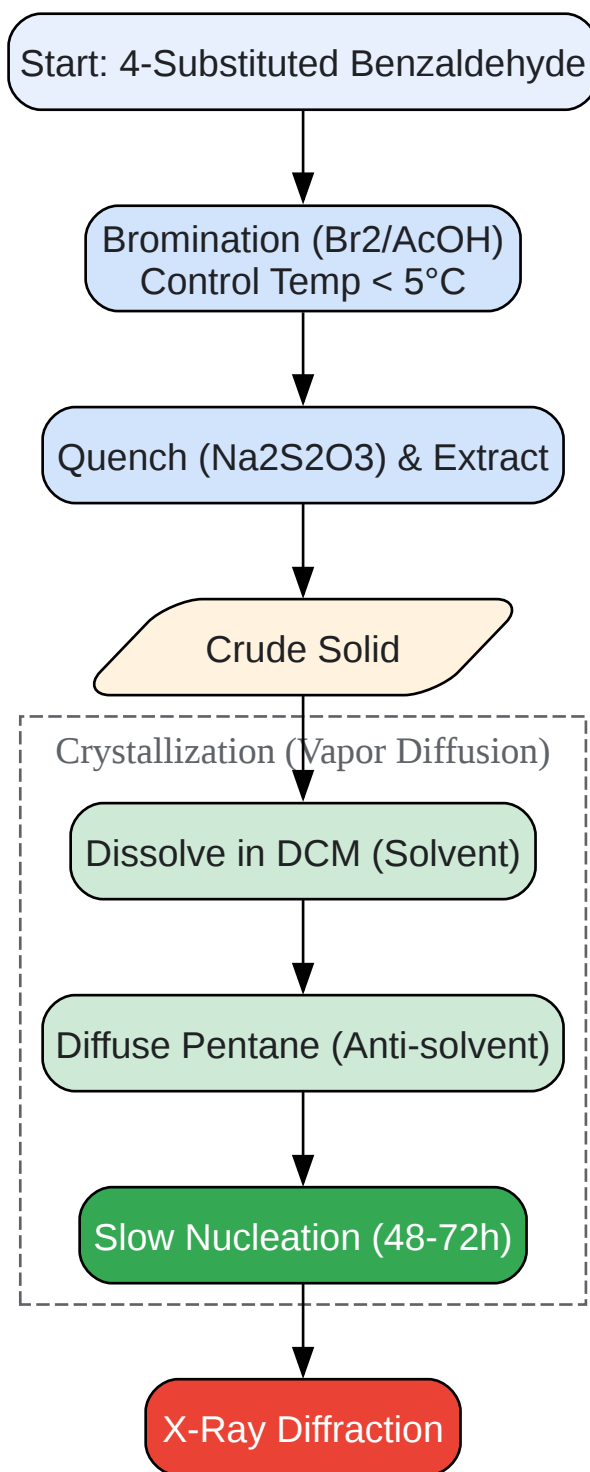 Start: 4-Substituted Benzaldehyde
Bromination (Br2/AcOH)
Control Temp < 5°C
Quench (Na2S2O3) & Extract
Crude Solid
Crystallization (Vapor Diffusion)
Dissolve in DCM (Solvent)
Diffuse Pentane (Anti-solvent)
Slow Nucleation (48-72h)
X-Ray Diffraction